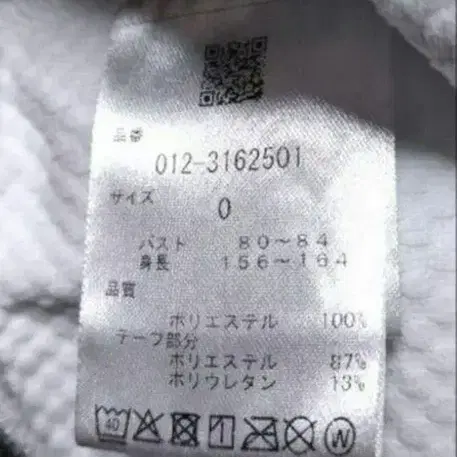 品番
012-3162501
サイズ
0
バスト 80～84
身長 156～164
品質
ポリエステル 100%
テープ部分
ポリエステル 87%
ポリウレタン 13%
40
W